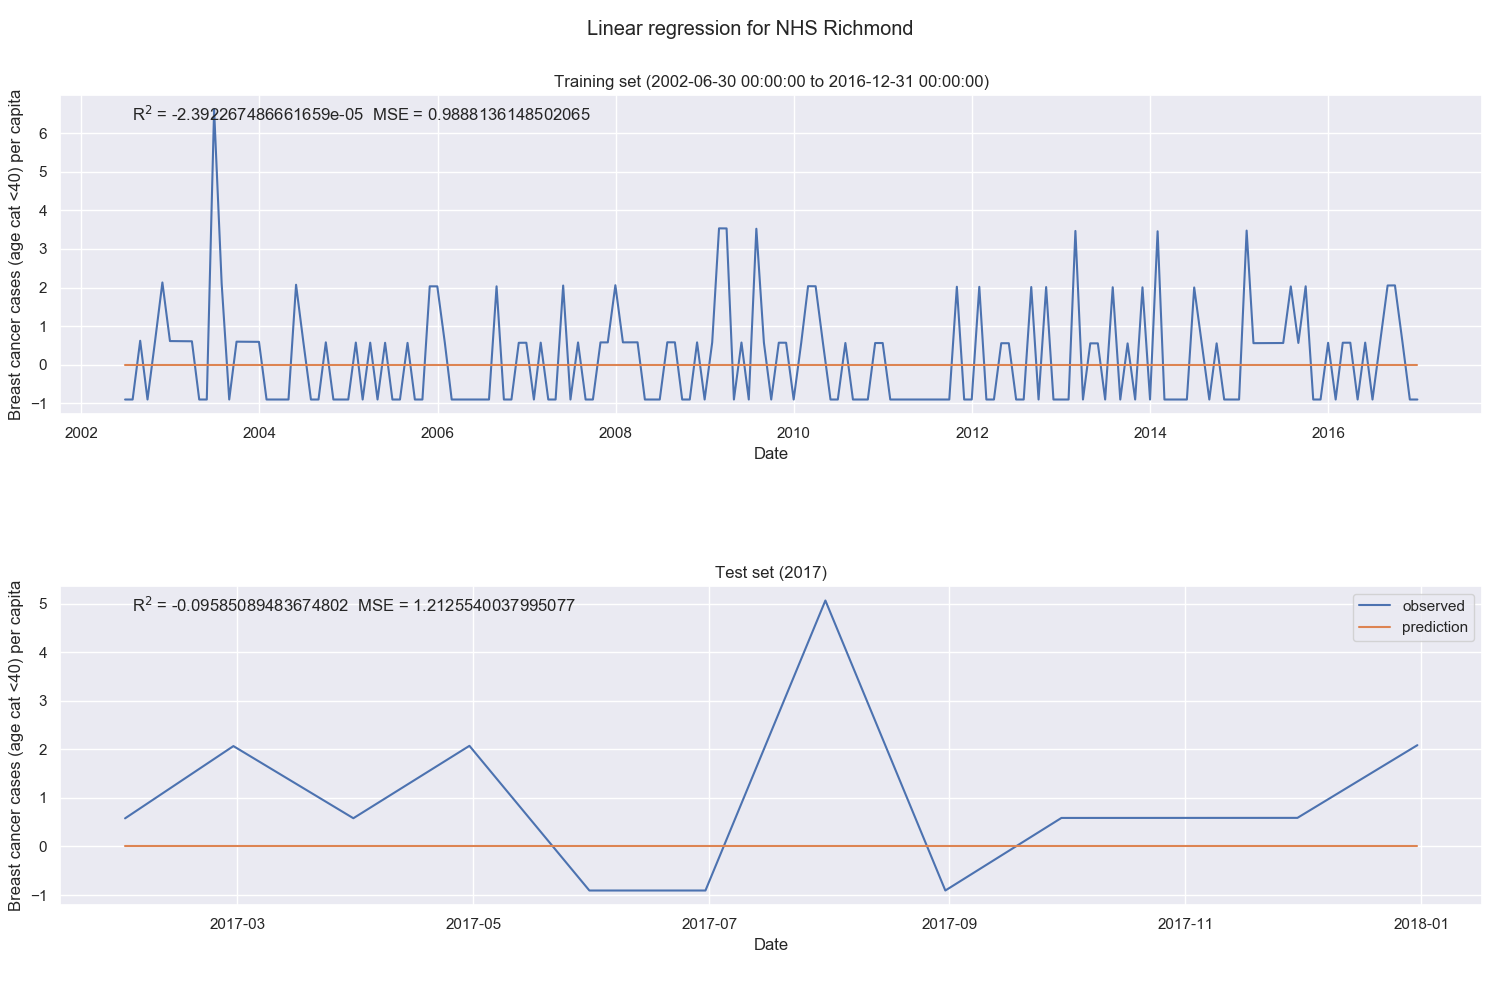 Linear regression for NHS Richmond
Training set (2002-06-30 00:00:00 to 2016-12-31 00:00:00)
R² = -2.392267486661659e-05  MSE = 0.9888136148502065
Breast cancer cases (age cat <40) per capita
6
5
4
3
2
1
0
−1
2002 2004 2006 2008 2010 2012 2014 2016
Date
Test set (2017)
R² = -0.09585089483674802  MSE = 1.2125540037995077
observed
prediction
Breast cancer cases (age cat <40) per capita
5
4
3
2
1
0
−1
2017-03 2017-05 2017-07 2017-09 2017-11 2018-01
Date